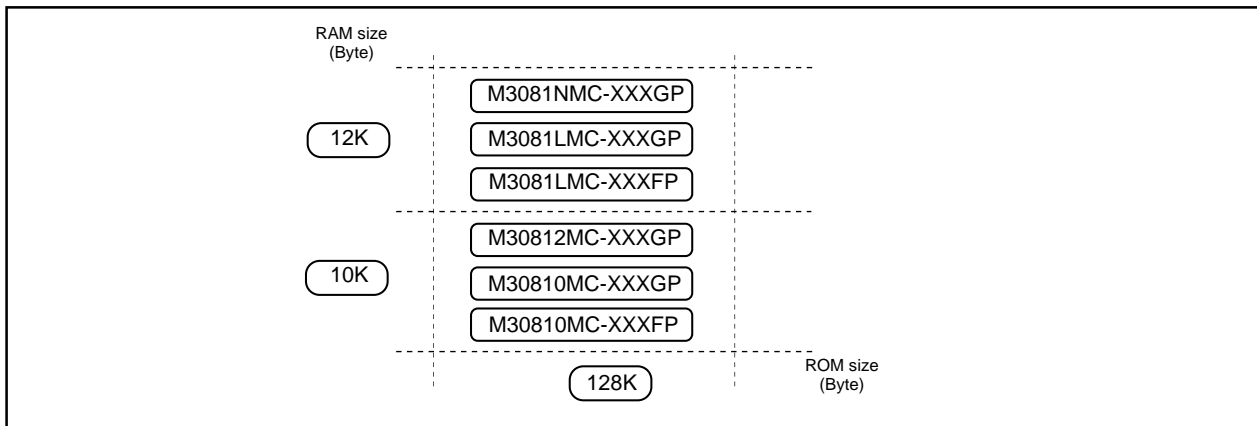 RAM size
(Byte)
M3081NMC-XXXGP
12K
M3081LMC-XXXGP
M3081LMC-XXXFP
M30812MC-XXXGP
10K
M30810MC-XXXGP
M30810MC-XXXFP
128K
ROM size
(Byte)